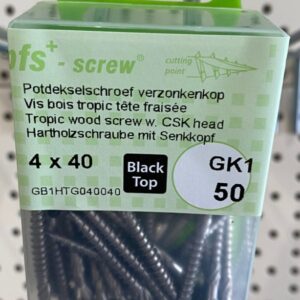 pfs+ - screw®
cutting
point
Potdekselschroef verzonkenkop
Vis bois tropic tête fraisée
Tropic wood screw w. CSK head
Hartholzschraube mit Senkkopf
4 x 40
Black
Top
GK1
50
GB1HTG040040